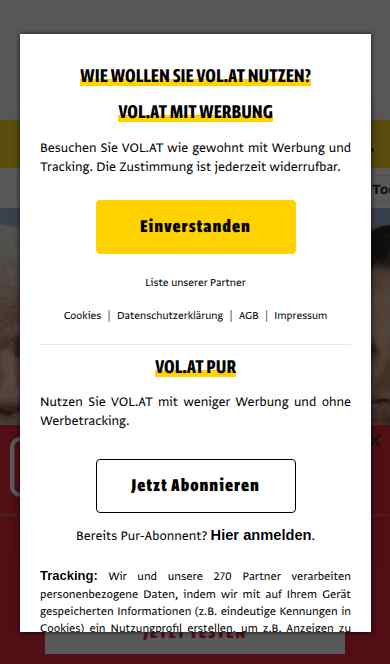 WIE WOLLEN SIE VOL.AT NUTZEN?
VOL.AT MIT WERBUNG
Besuchen Sie VOL.AT wie gewohnt mit Werbung und
Tracking. Die Zustimmung ist jederzeit widerrufbar.
Einverstanden
Liste unserer Partner
Cookies | Datenschutzerklärung | AGB | Impressum
VOL.AT PUR
Nutzen Sie VOL.AT mit weniger Werbung und ohne
Werbetracking.
Jetzt Abonnieren
Bereits Pur-Abonnent? Hier anmelden.
Tracking: Wir und unsere 270 Partner verarbeiten
personenbezogene Daten, indem wir mit auf Ihrem Gerät
gespeicherten Informationen (z.B. eindeutige Kennungen in
Cookies) ein Nutzungprofil erstellen, um z.B. Anzeigen zu
JETZT TESTEN